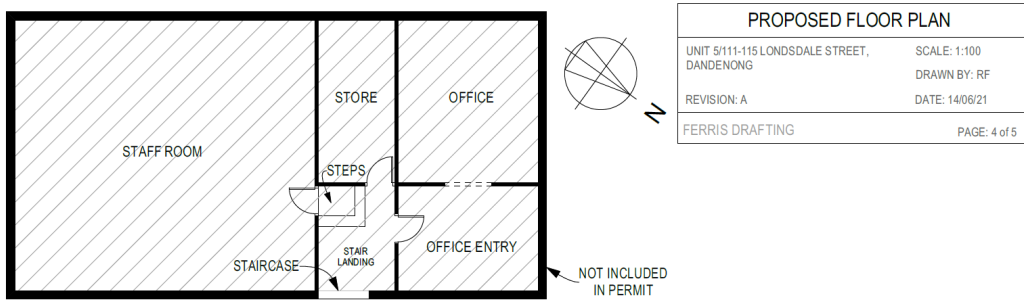 STAFF ROOM
STORE
OFFICE
STEPS
STAIR
LANDING
OFFICE ENTRY
STAIRCASE
NOT INCLUDED
IN PERMIT
N
PROPOSED FLOOR PLAN
UNIT 5/111-115 LONDSDALE STREET,
DANDENONG
SCALE: 1:100
DRAWN BY: RF
REVISION: A
DATE: 14/06/21
FERRIS DRAFTING
PAGE: 4 of 5